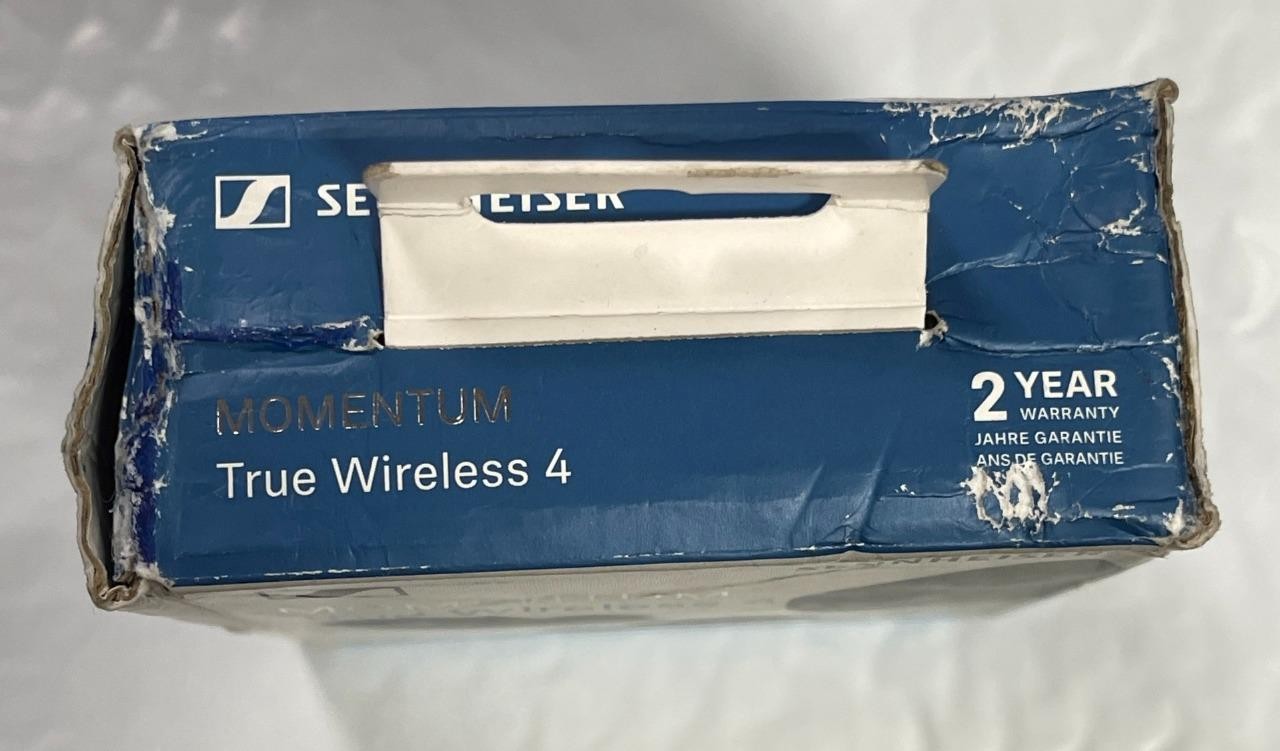 MOMENTUM
True Wireless 4
2 YEAR
WARRANTY
JAHRE GARANTIE
ANS DE GARANTIE